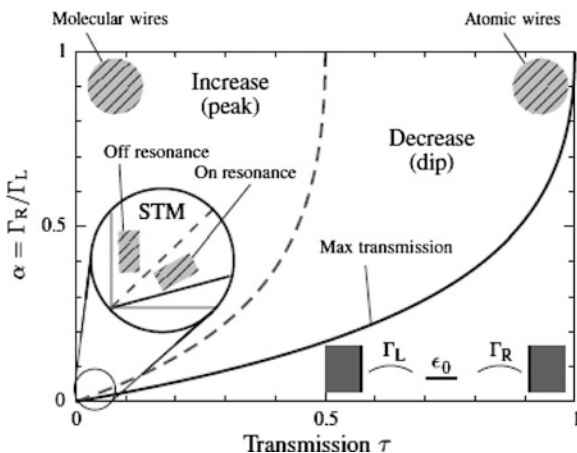 Molecular wires
Atomic wires
1
Increase
(peak)
Decrease
(dip)
Off resonance
On resonance
STM
0.5
Max transmission
Γ_L
ϵ_0
Γ_R
α = Γ_R/Γ_L
0
0
0.5
1
Transmission τ